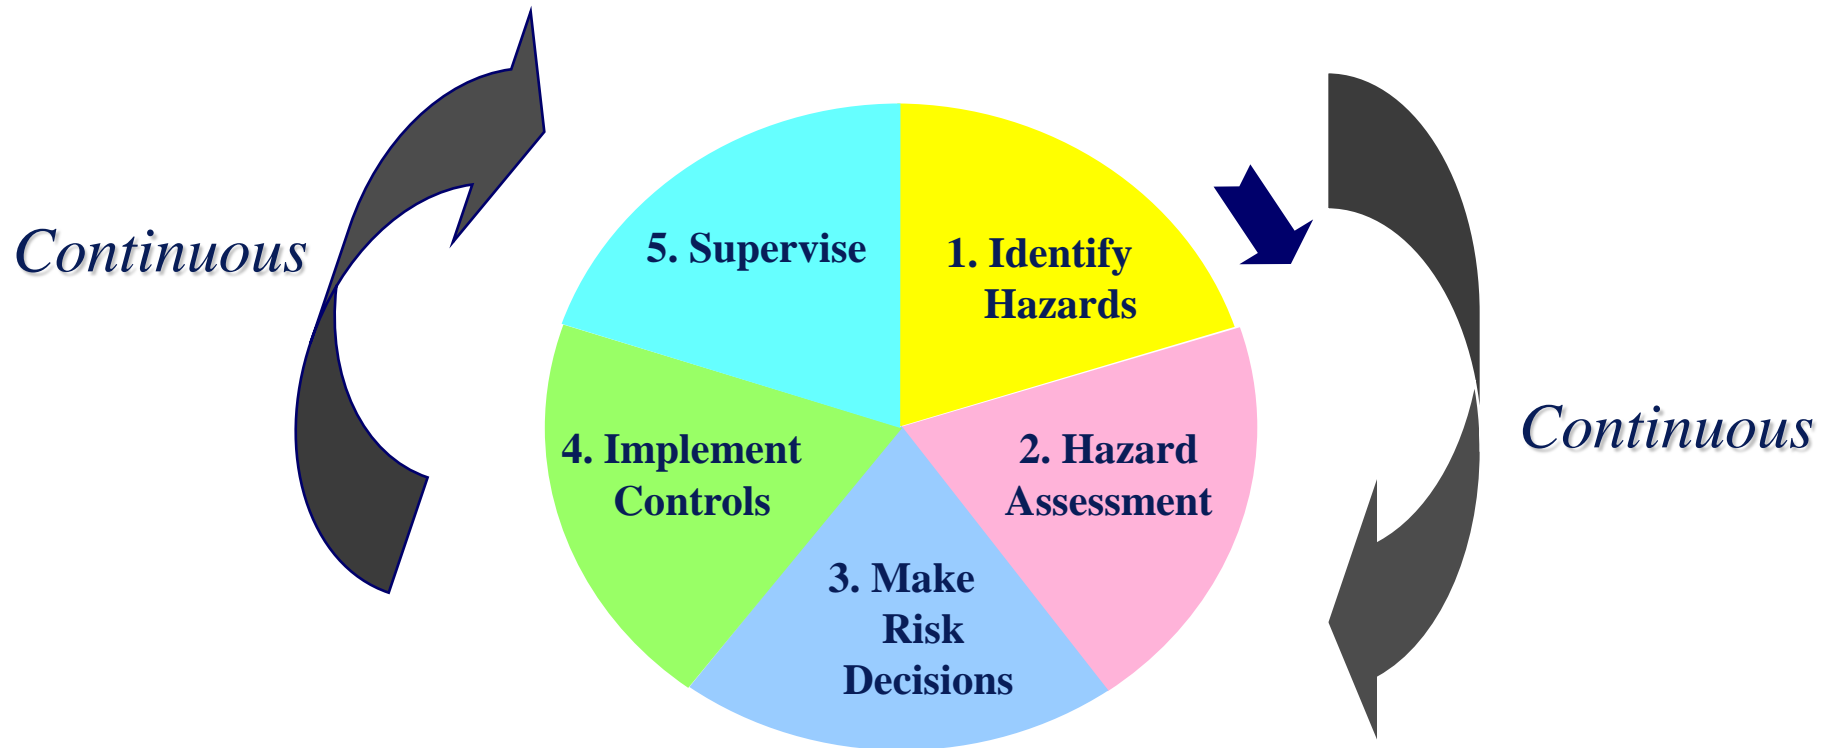 Continuous
5. Supervise
1. Identify
Hazards
2. Hazard
Assessment
3. Make
Risk
Decisions
4. Implement
Controls
Continuous